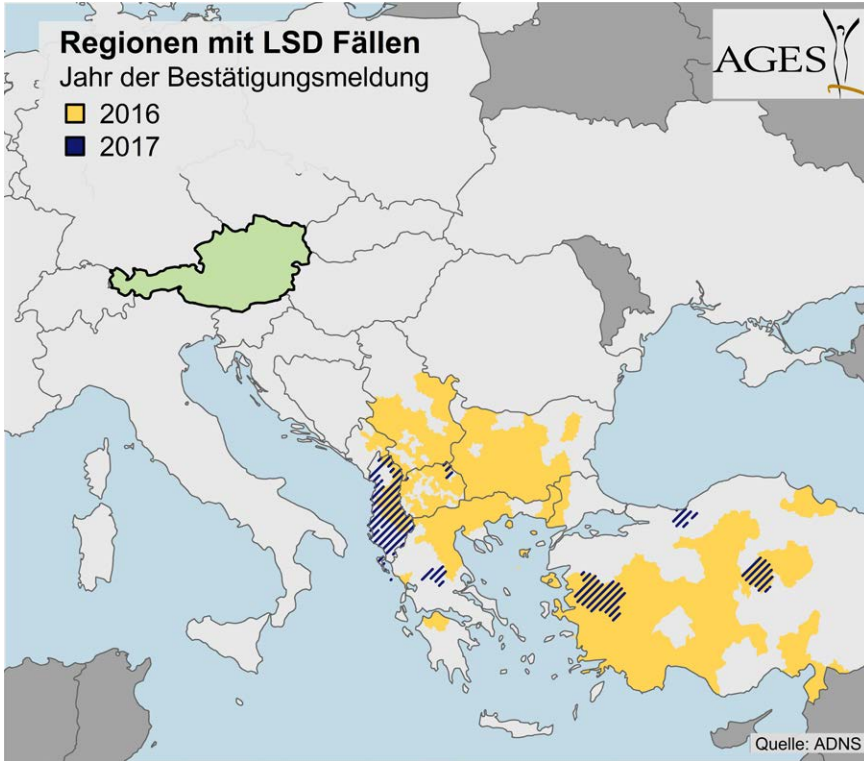 Regionen mit LSD Fällen
Jahr der Bestätigungsmeldung
2016
2017
AGES
Quelle: ADNS